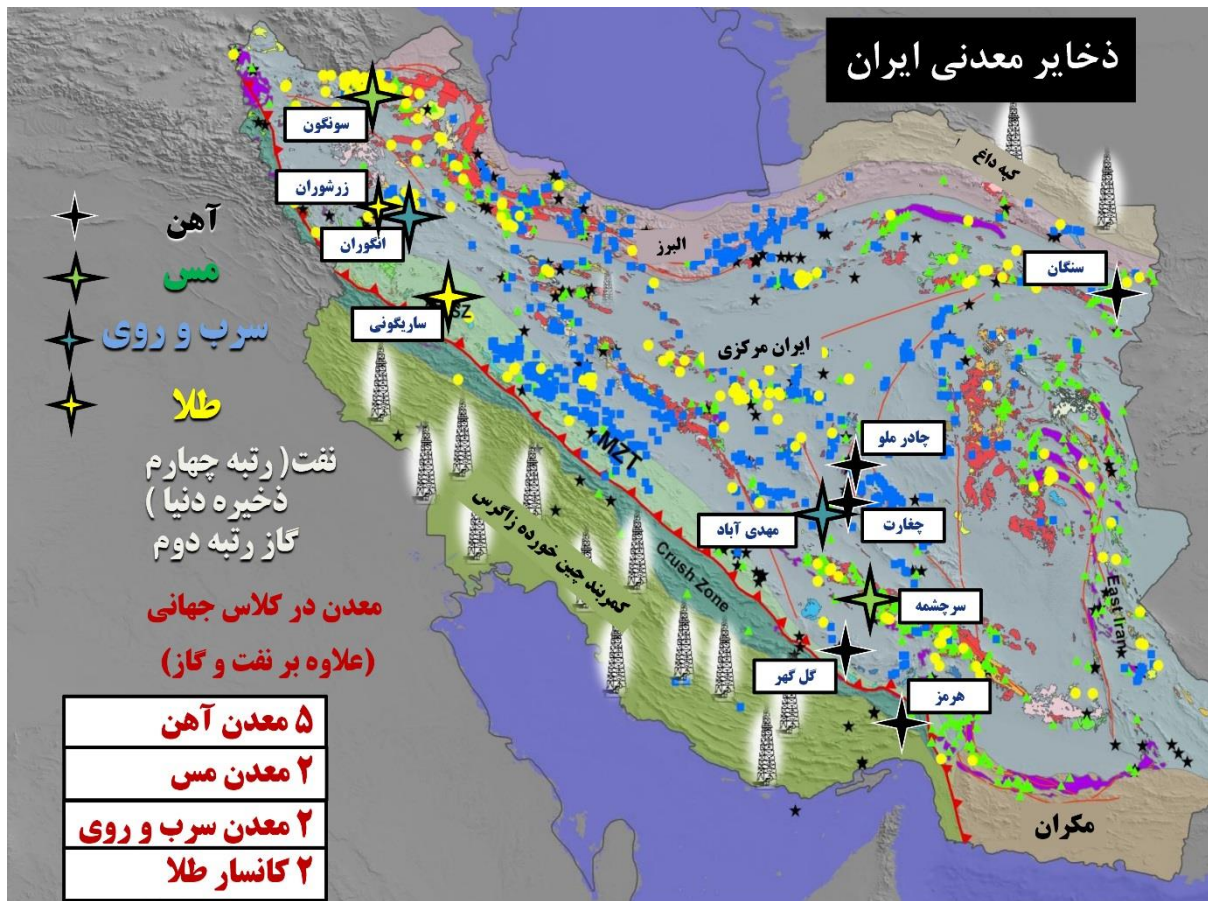 ذخایر معدنی ایران
سونگون
زرشوران
انگوران
ساریگونی
SZ
البرز
کپه داغ
سنگان
ایران مرکزی
چادر ملو
چغارت
مهدی آباد
سرچشمه
گل گهر
هرمز
MZT
Crush Zone
کمربند چین خورده زاگرس
East Iran
مکران
آهن
مس
سرب و روی
طلا
نفت( رتبه چهارم
ذخیره دنیا )
گاز رتبه دوم
معدن در کلاس جهانی
(علاوه بر نفت و گاز)
۵ معدن آهن
۲ معدن مس
۲ معدن سرب و روی
۲ کانسار طلا